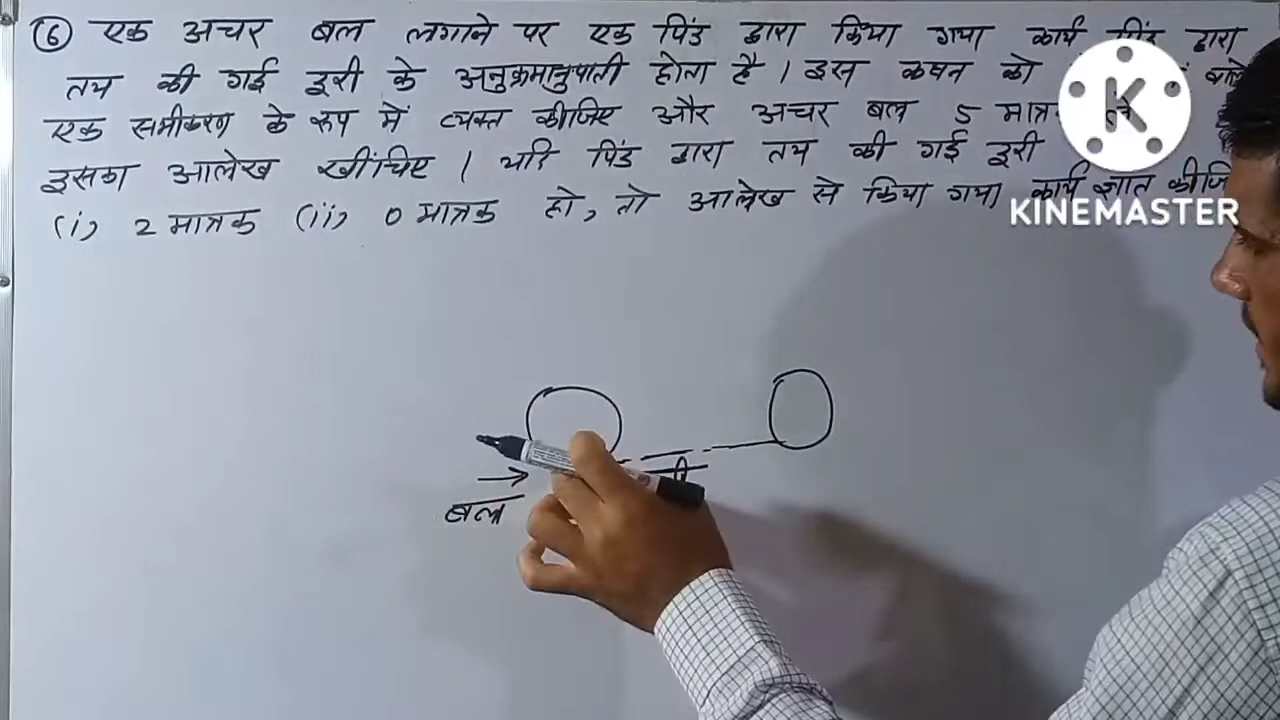 ⑥ एक अचर बल लगाने पर एक पिंड द्वारा किया गया कार्य पिंड द्वारा
तय की गई दूरी के अनुक्रमानुपाती होता है । इस कथन को वाले
एक समीकरण के रूप में व्यक्त कीजिए और अचर बल 5 मात्रक
इसका आलेख खींचिए । यदि पिंड द्वारा तय की गई दूरी
(i) 2 मात्रक (ii) 0 मात्रक हो, तो आलेख से किया गया कार्य ज्ञात कीजि
K
KINEMASTER
बल